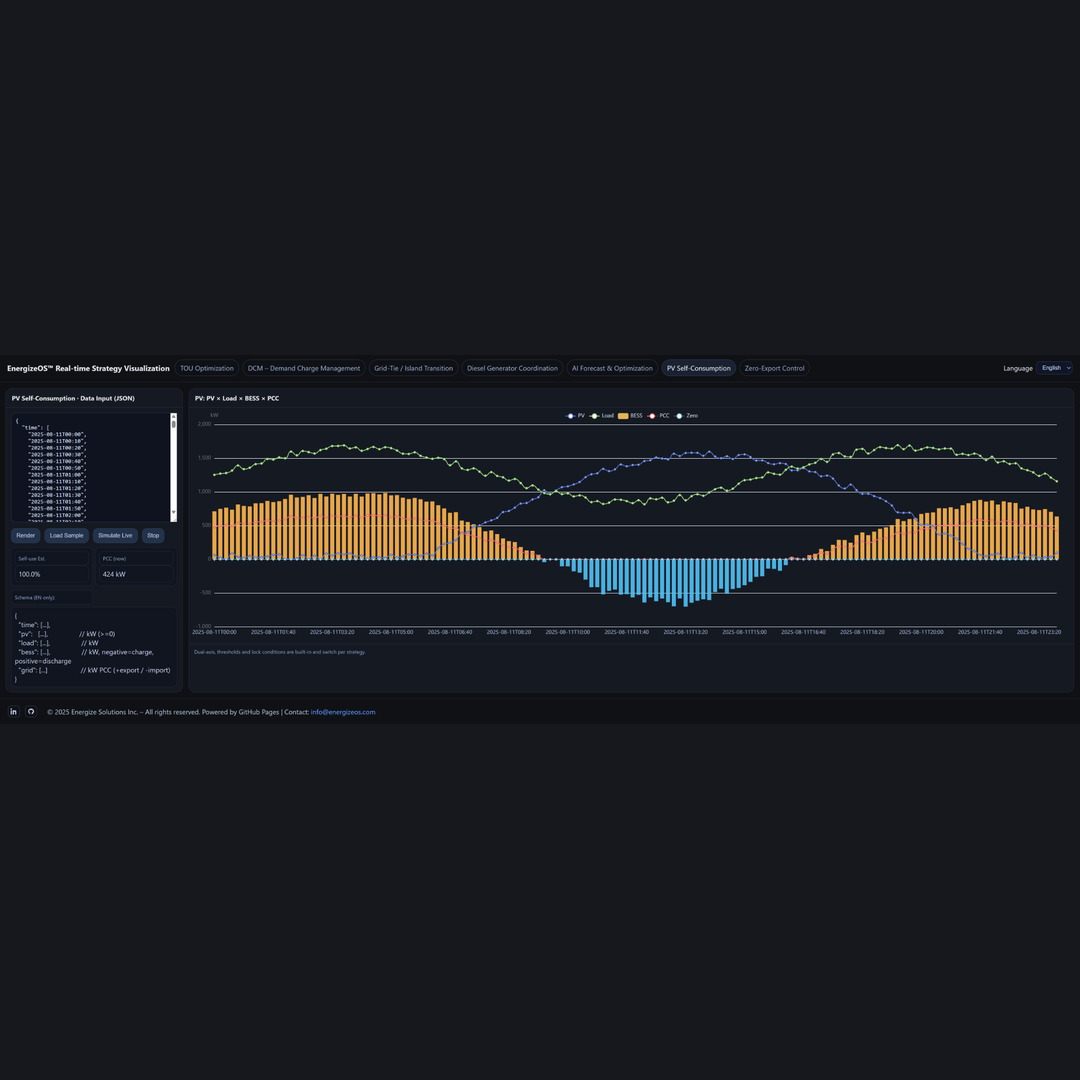 EnergizeOS™ Real-time Strategy Visualization
TOU Optimization
DCM – Demand Charge Management
Grid-Tie / Island Transition
Diesel Generator Coordination
AI Forecast & Optimization
PV Self-Consumption
Zero-Export Control
Language
English
PV Self-Consumption · Data Input (JSON)
{
"time": [
"2025-08-11T00:00",
"2025-08-11T00:10",
"2025-08-11T00:20",
"2025-08-11T00:30",
"2025-08-11T00:40",
"2025-08-11T00:50",
"2025-08-11T01:00",
"2025-08-11T01:10",
"2025-08-11T01:20",
"2025-08-11T01:30",
"2025-08-11T01:40",
"2025-08-11T01:50",
"2025-08-11T02:00",
Render
Load Sample
Simulate Live
Stop
Self-use Est.
100.0%
PCC (now)
424 kW
Schema (EN only):
{
"time": [...],
"pv": [...], // kW (>=0)
"load": [...], // kW
"bess": [...], // kW, negative=charge,
positive=discharge
"grid": [...] // kW PCC (+export / -import)
}
PV: PV × Load × BESS × PCC
PV
Load
BESS
PCC
Zero
kW
2,000
1,500
1,000
500
0
-500
-1,000
2025-08-11T00:00
2025-08-11T01:40
2025-08-11T03:20
2025-08-11T05:00
2025-08-11T06:40
2025-08-11T08:20
2025-08-11T10:00
2025-08-11T11:40
2025-08-11T13:20
2025-08-11T15:00
2025-08-11T16:40
2025-08-11T18:20
2025-08-11T20:00
2025-08-11T21:40
2025-08-11T23:20
Dual-axis, thresholds and lock conditions are built-in and switch per strategy.
© 2025 Energize Solutions Inc. – All rights reserved. Powered by GitHub Pages | Contact: info@energizeos.com